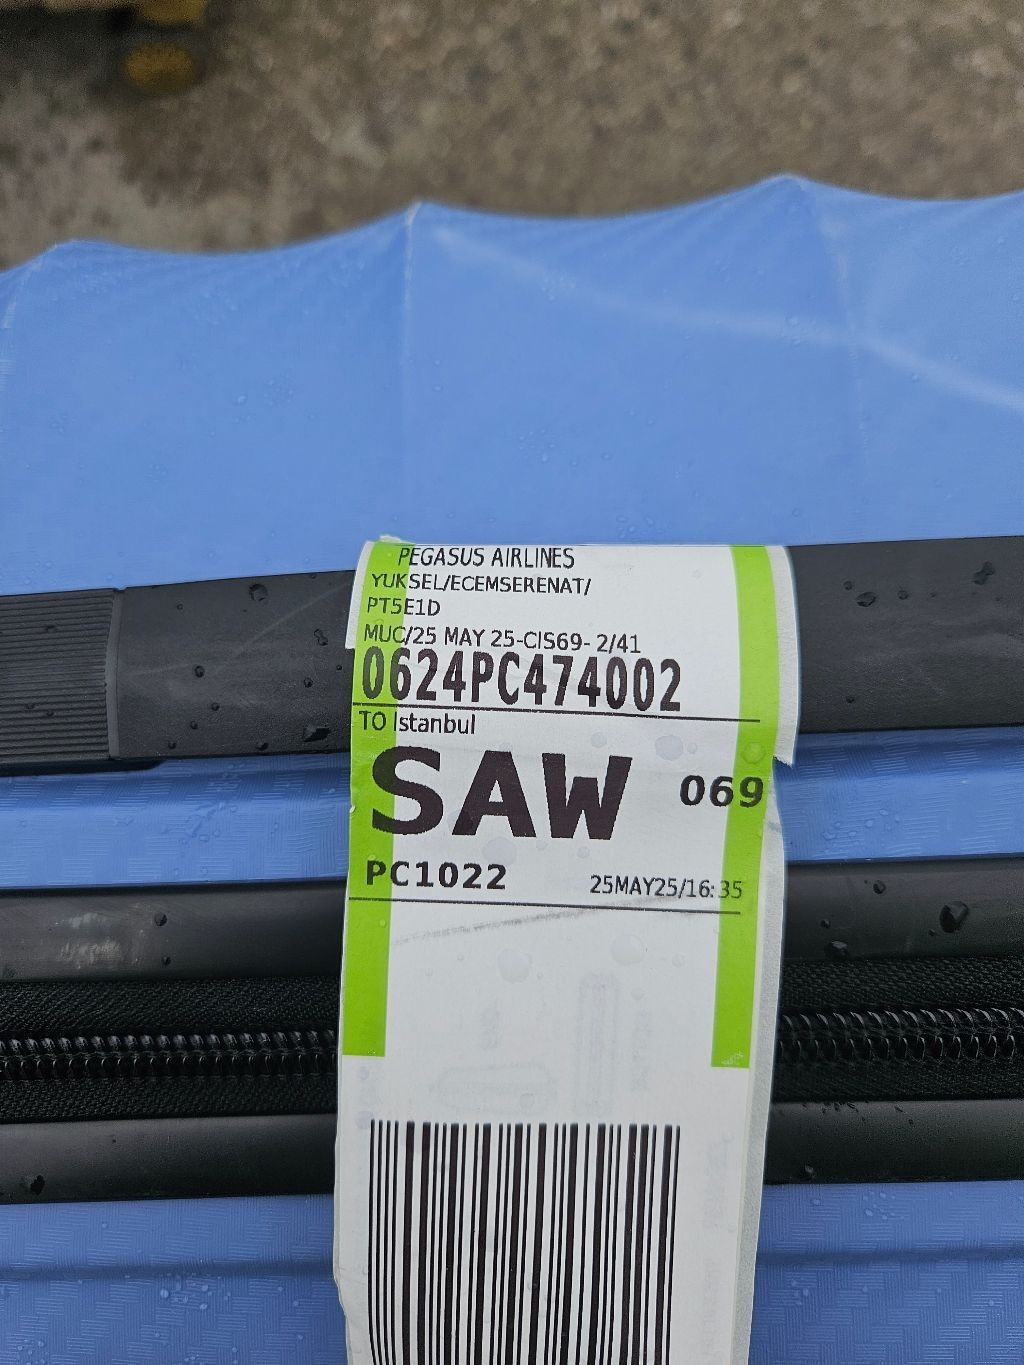 PEGASUS AIRLINES
YUKSEL/ECEMSERENAT/
PT5E1D
MUC/25 MAY 25-CIS69- 2/41
0624PC474002
TO Istanbul
SAW 069
PC1022 25MAY25/16:35